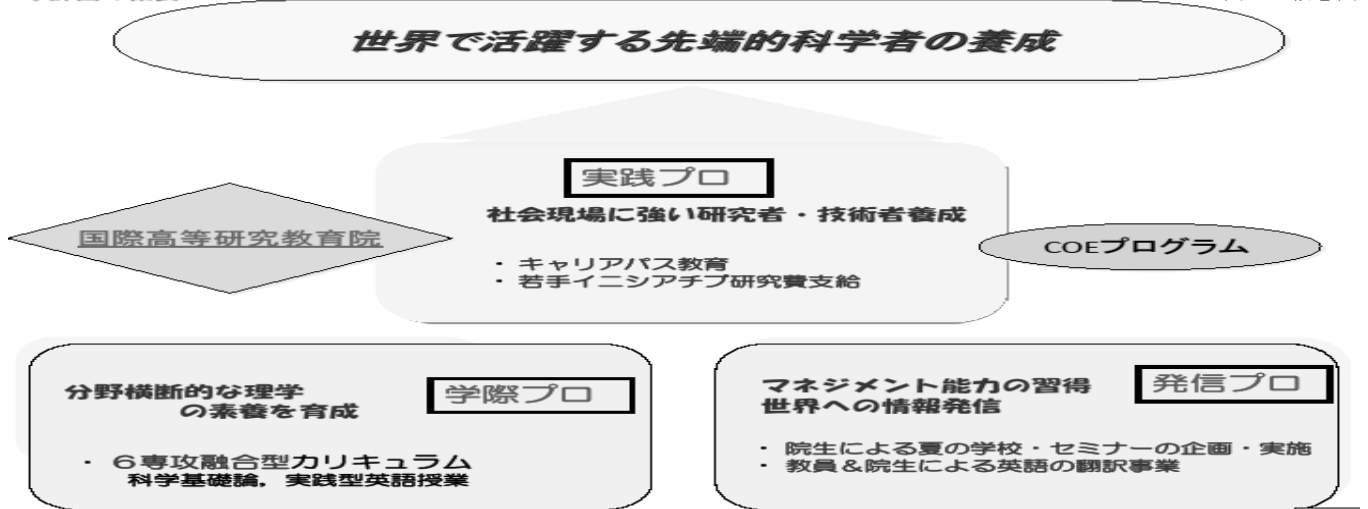 世界で活躍する先端的科学者の養成
実践プロ
社会現場に強い研究者・技術者養成
国際高等研究教育院
COEプログラム
・ キャリアパス教育
・ 若手イニシアチブ研究費支給
分野横断的な理学
の素養を育成
学際プロ
・ 6専攻融合型カリキュラム
科学基礎論，実践型英語授業
マネジメント能力の習得
世界への情報発信
発信プロ
・ 院生による夏の学校・セミナーの企画・実施
・ 教員＆院生による英語の翻訳事業